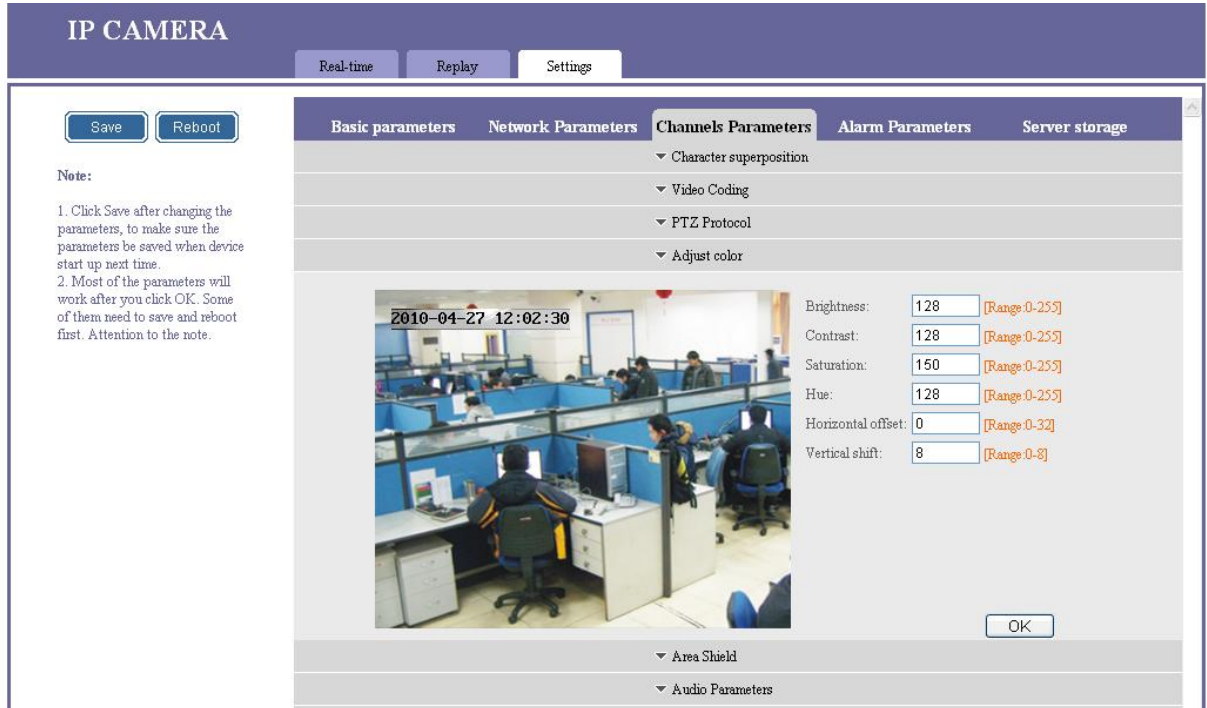 IP CAMERA
Real-time Replay Settings
Save Reboot
Note:
1. Click Save after changing the
parameters, to make sure the
parameters be saved when device
start up next time.
2. Most of the parameters will
work after you click OK. Some
of them need to save and reboot
first. Attention to the note.
Basic parameters Network Parameters Channels Parameters Alarm Parameters Server storage
Character superposition
Video Coding
PTZ Protocol
Adjust color
2010-04-27 12:02:30
Brightness: 128 [Range:0-255]
Contrast: 128 [Range:0-255]
Saturation: 150 [Range:0-255]
Hue: 128 [Range:0-255]
Horizontal offset: 0 [Range:0-32]
Vertical shift: 8 [Range:0-8]
OK
Area Shield
Audio Parameters